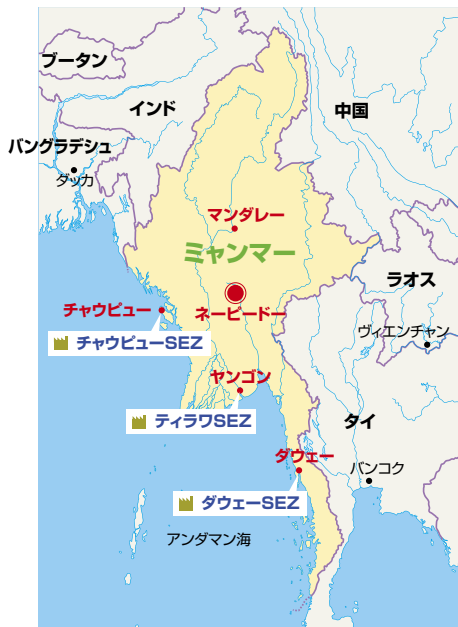 ブータン
インド
中国
バングラデシュ
ダッカ
マンダレー
ミャンマー
ラオス
チャウピュー
ネーピードー
ヴィエンチャン
チャウピューSEZ
ヤンゴン
ティラワSEZ
タイ
ダウェー
バンコク
ダウェーSEZ
アンダマン海